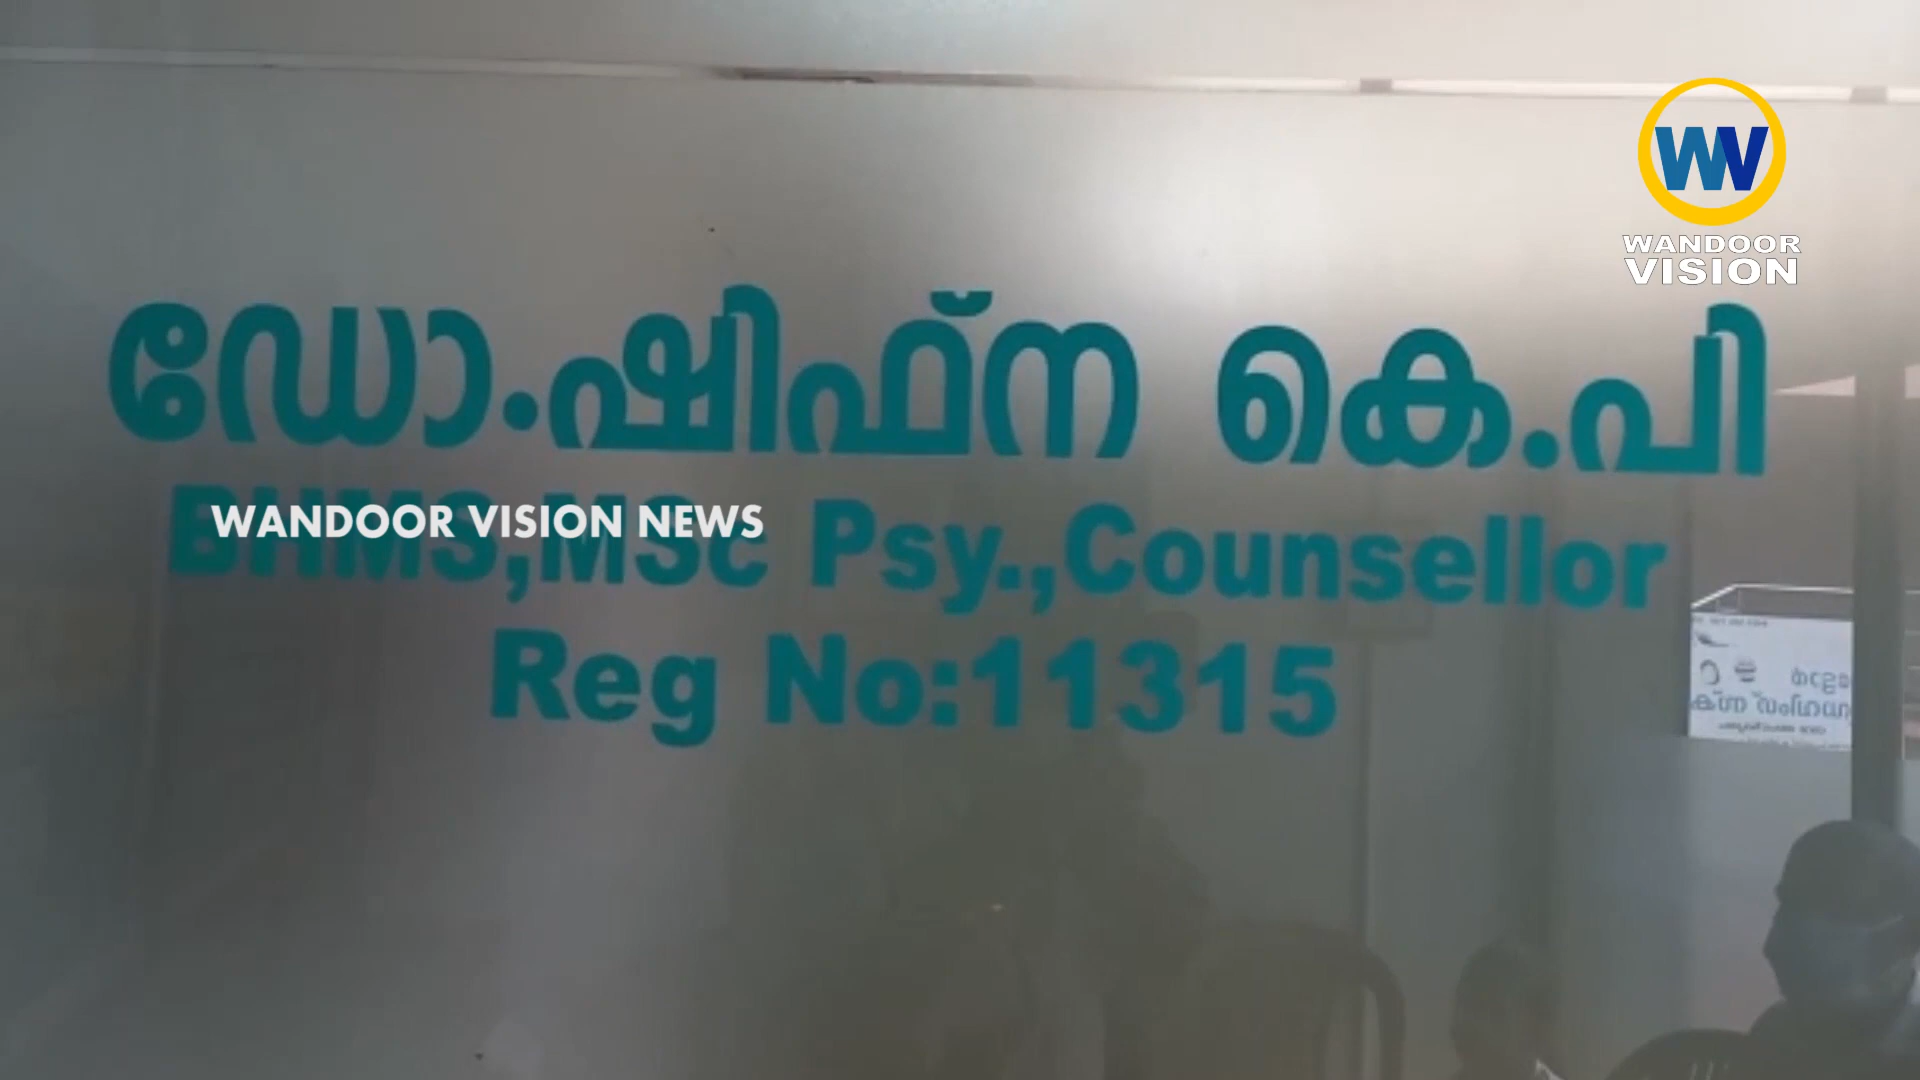 WANDOOR
VISION
ഡോ.ഷിഫ്ന കെ.പി
BHMS,MSc Psy.,Counsellor
WANDOOR VISION NEWS
Reg No:11315